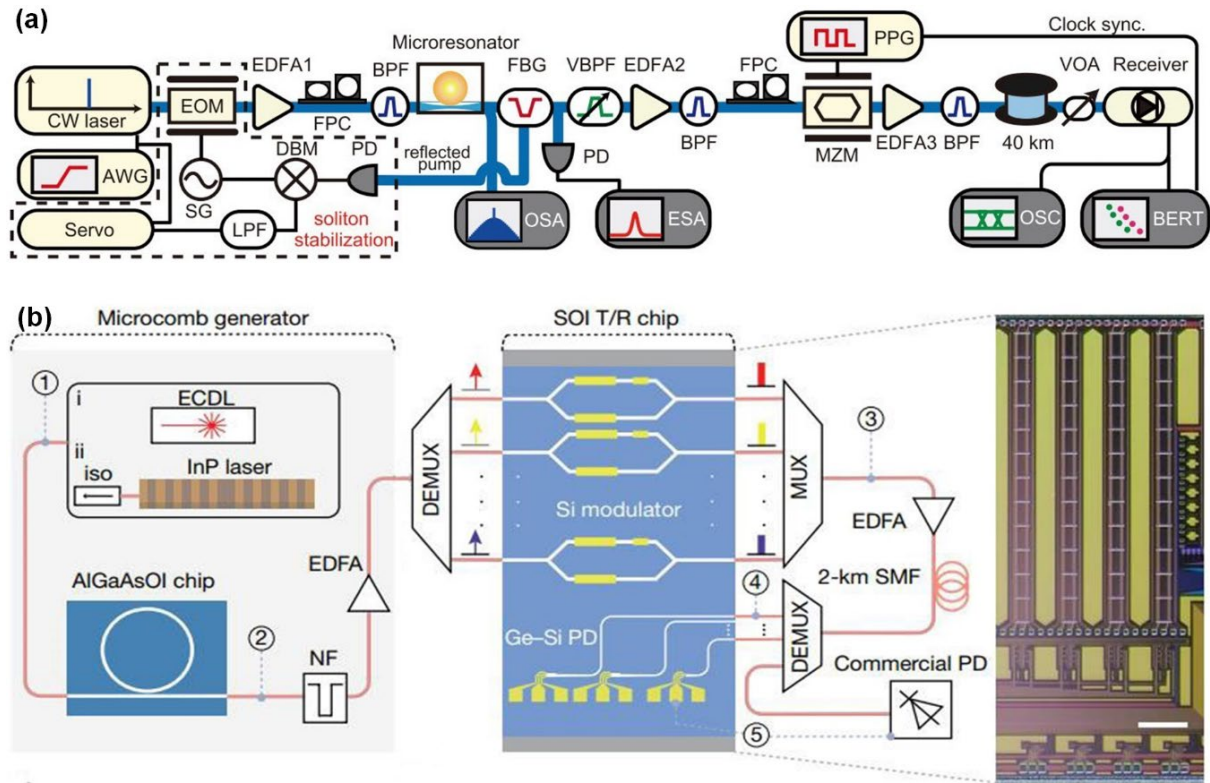 (a)
Clock sync.
PPG
Microresonator
EDFA1
BPF
FBG
VBPF
EDFA2
FPC
VOA
Receiver
CW laser
EOM
FPC
BPF
MZM
EDFA3
BPF
40 km
AWG
SG
DBM
PD
reflected
pump
PD
Servo
LPF
soliton
stabilization
OSA
ESA
OSC
BERT
(b)
Microcomb generator
SOI T/R chip
1
i
ECDL
ii
InP laser
iso
DEMUX
MUX
3
Si modulator
EDFA
AlGaAsOI chip
EDFA
2-km SMF
4
2
NF
Ge–Si PD
DEMUX
Commercial PD
5